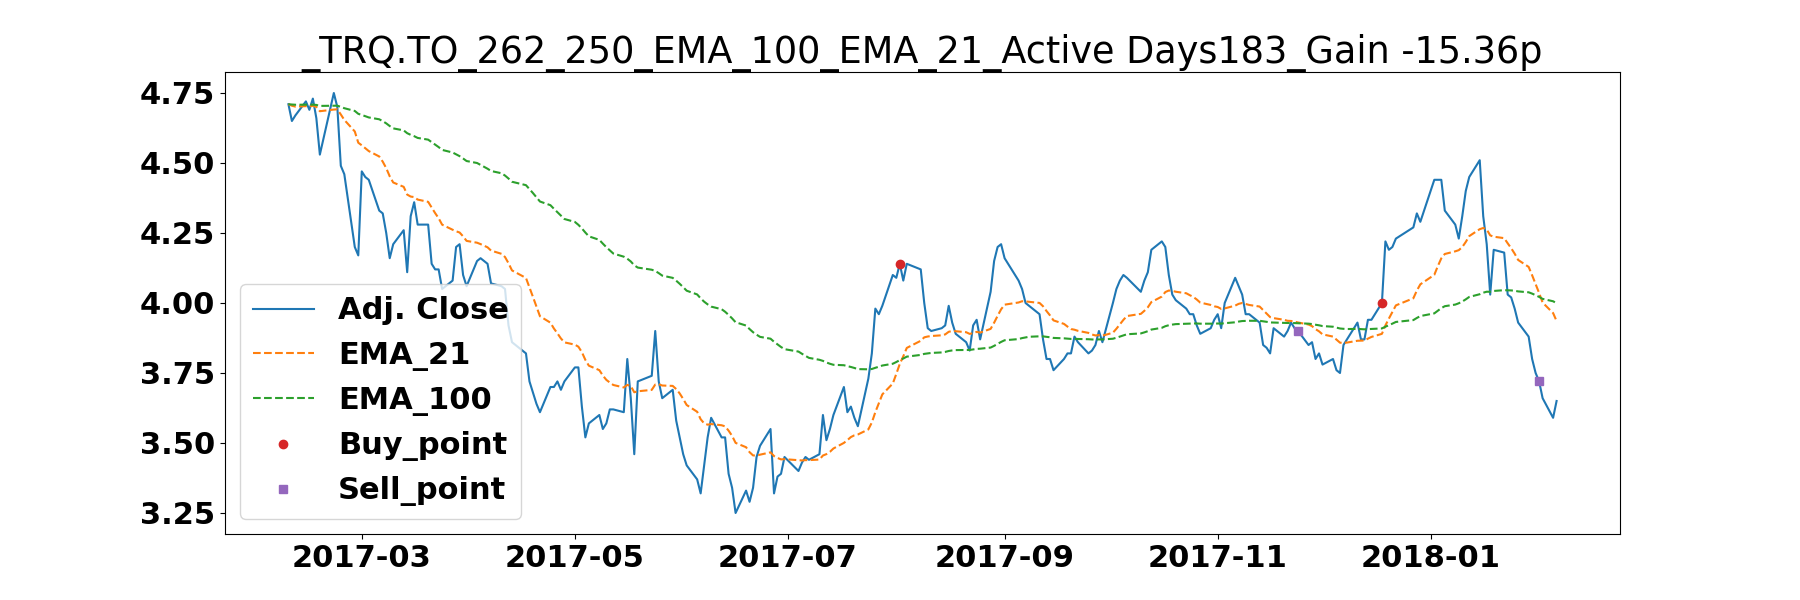 _TRQ.TO_262_250_EMA_100_EMA_21_Active Days183_Gain -15.36p
4.75
4.50
4.25
4.00
3.75
3.50
3.25
Adj. Close
EMA_21
EMA_100
Buy_point
Sell_point
2017-03 2017-05 2017-07 2017-09 2017-11 2018-01